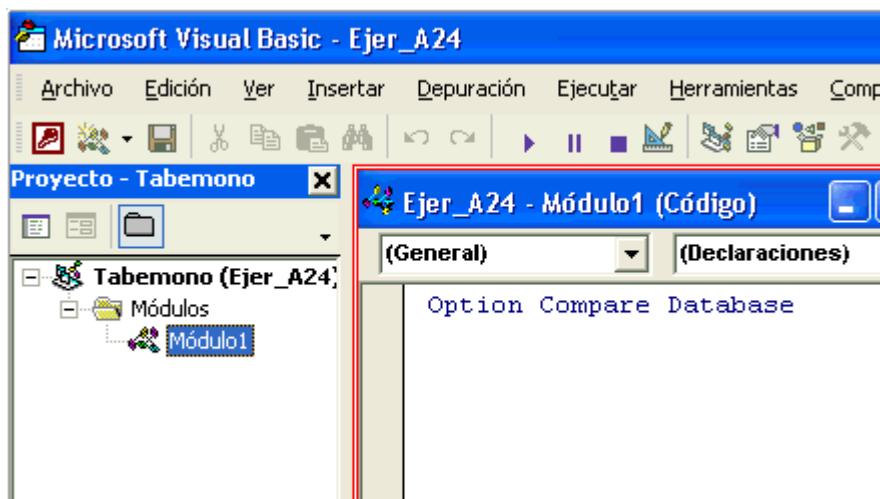 Microsoft Visual Basic - Ejer_A24
Archivo Edición Ver Insertar Depuración Ejecutar Herramientas Comp
Proyecto - Tabemono
Ejer_A24 - Módulo1 (Código)
(General) (Declaraciones)
Tabemono (Ejer_A24)
Módulos
Módulo1
Option Compare Database